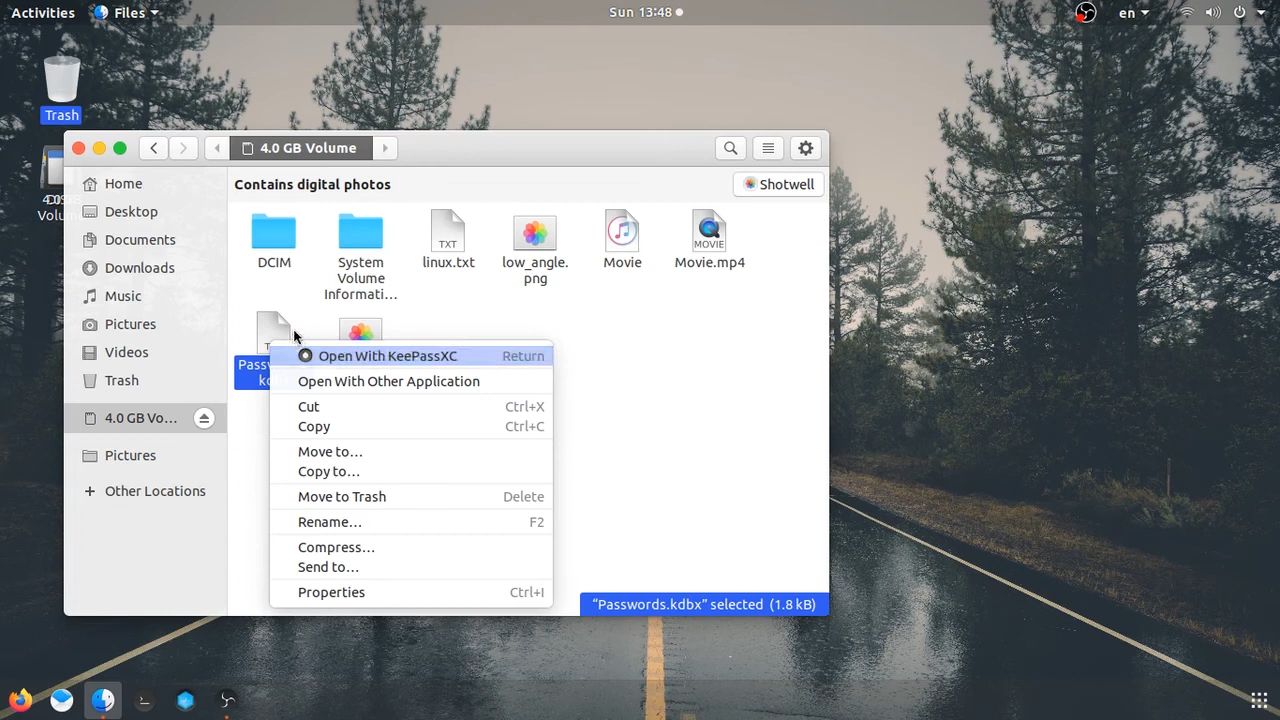 Activities
Files
Sun 13:48
en
Trash
4.0 GB Volume
Home
Desktop
Documents
Downloads
Music
Pictures
Videos
Trash
4.0 GB Vo…
Pictures
Other Locations
Contains digital photos
Shotwell
DCIM
System
Volume
Informati…
TXT
linux.txt
low_angle.
png
Movie
MOVIE
Movie.mp4
Open With KeePassXC Return
Open With Other Application
Cut Ctrl+X
Copy Ctrl+C
Move to…
Copy to…
Move to Trash Delete
Rename… F2
Compress…
Send to…
Properties Ctrl+I
“Passwords.kdbx” selected (1.8 kB)